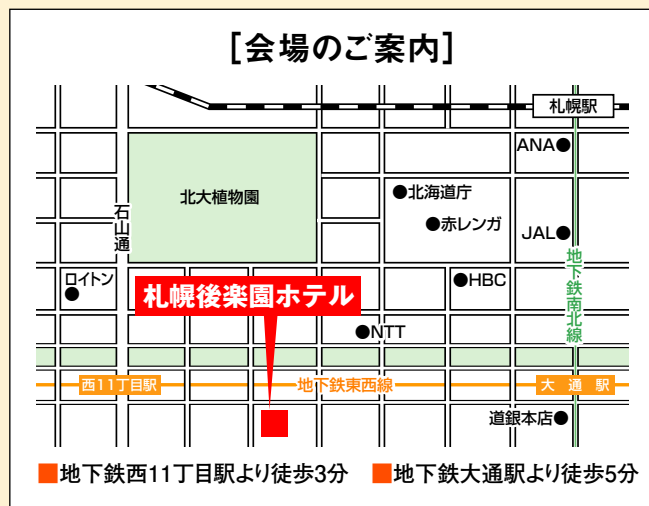 [会場のご案内]
札幌駅
ANA●
北大植物園
●北海道庁
石山通
●赤レンガ
JAL●
地下鉄南北線
ロイトン
●HBC
札幌後楽園ホテル
●NTT
西11丁目駅
地下鉄東西線
大通駅
道銀本店●
■地下鉄西11丁目駅より徒歩3分 ■地下鉄大通駅より徒歩5分